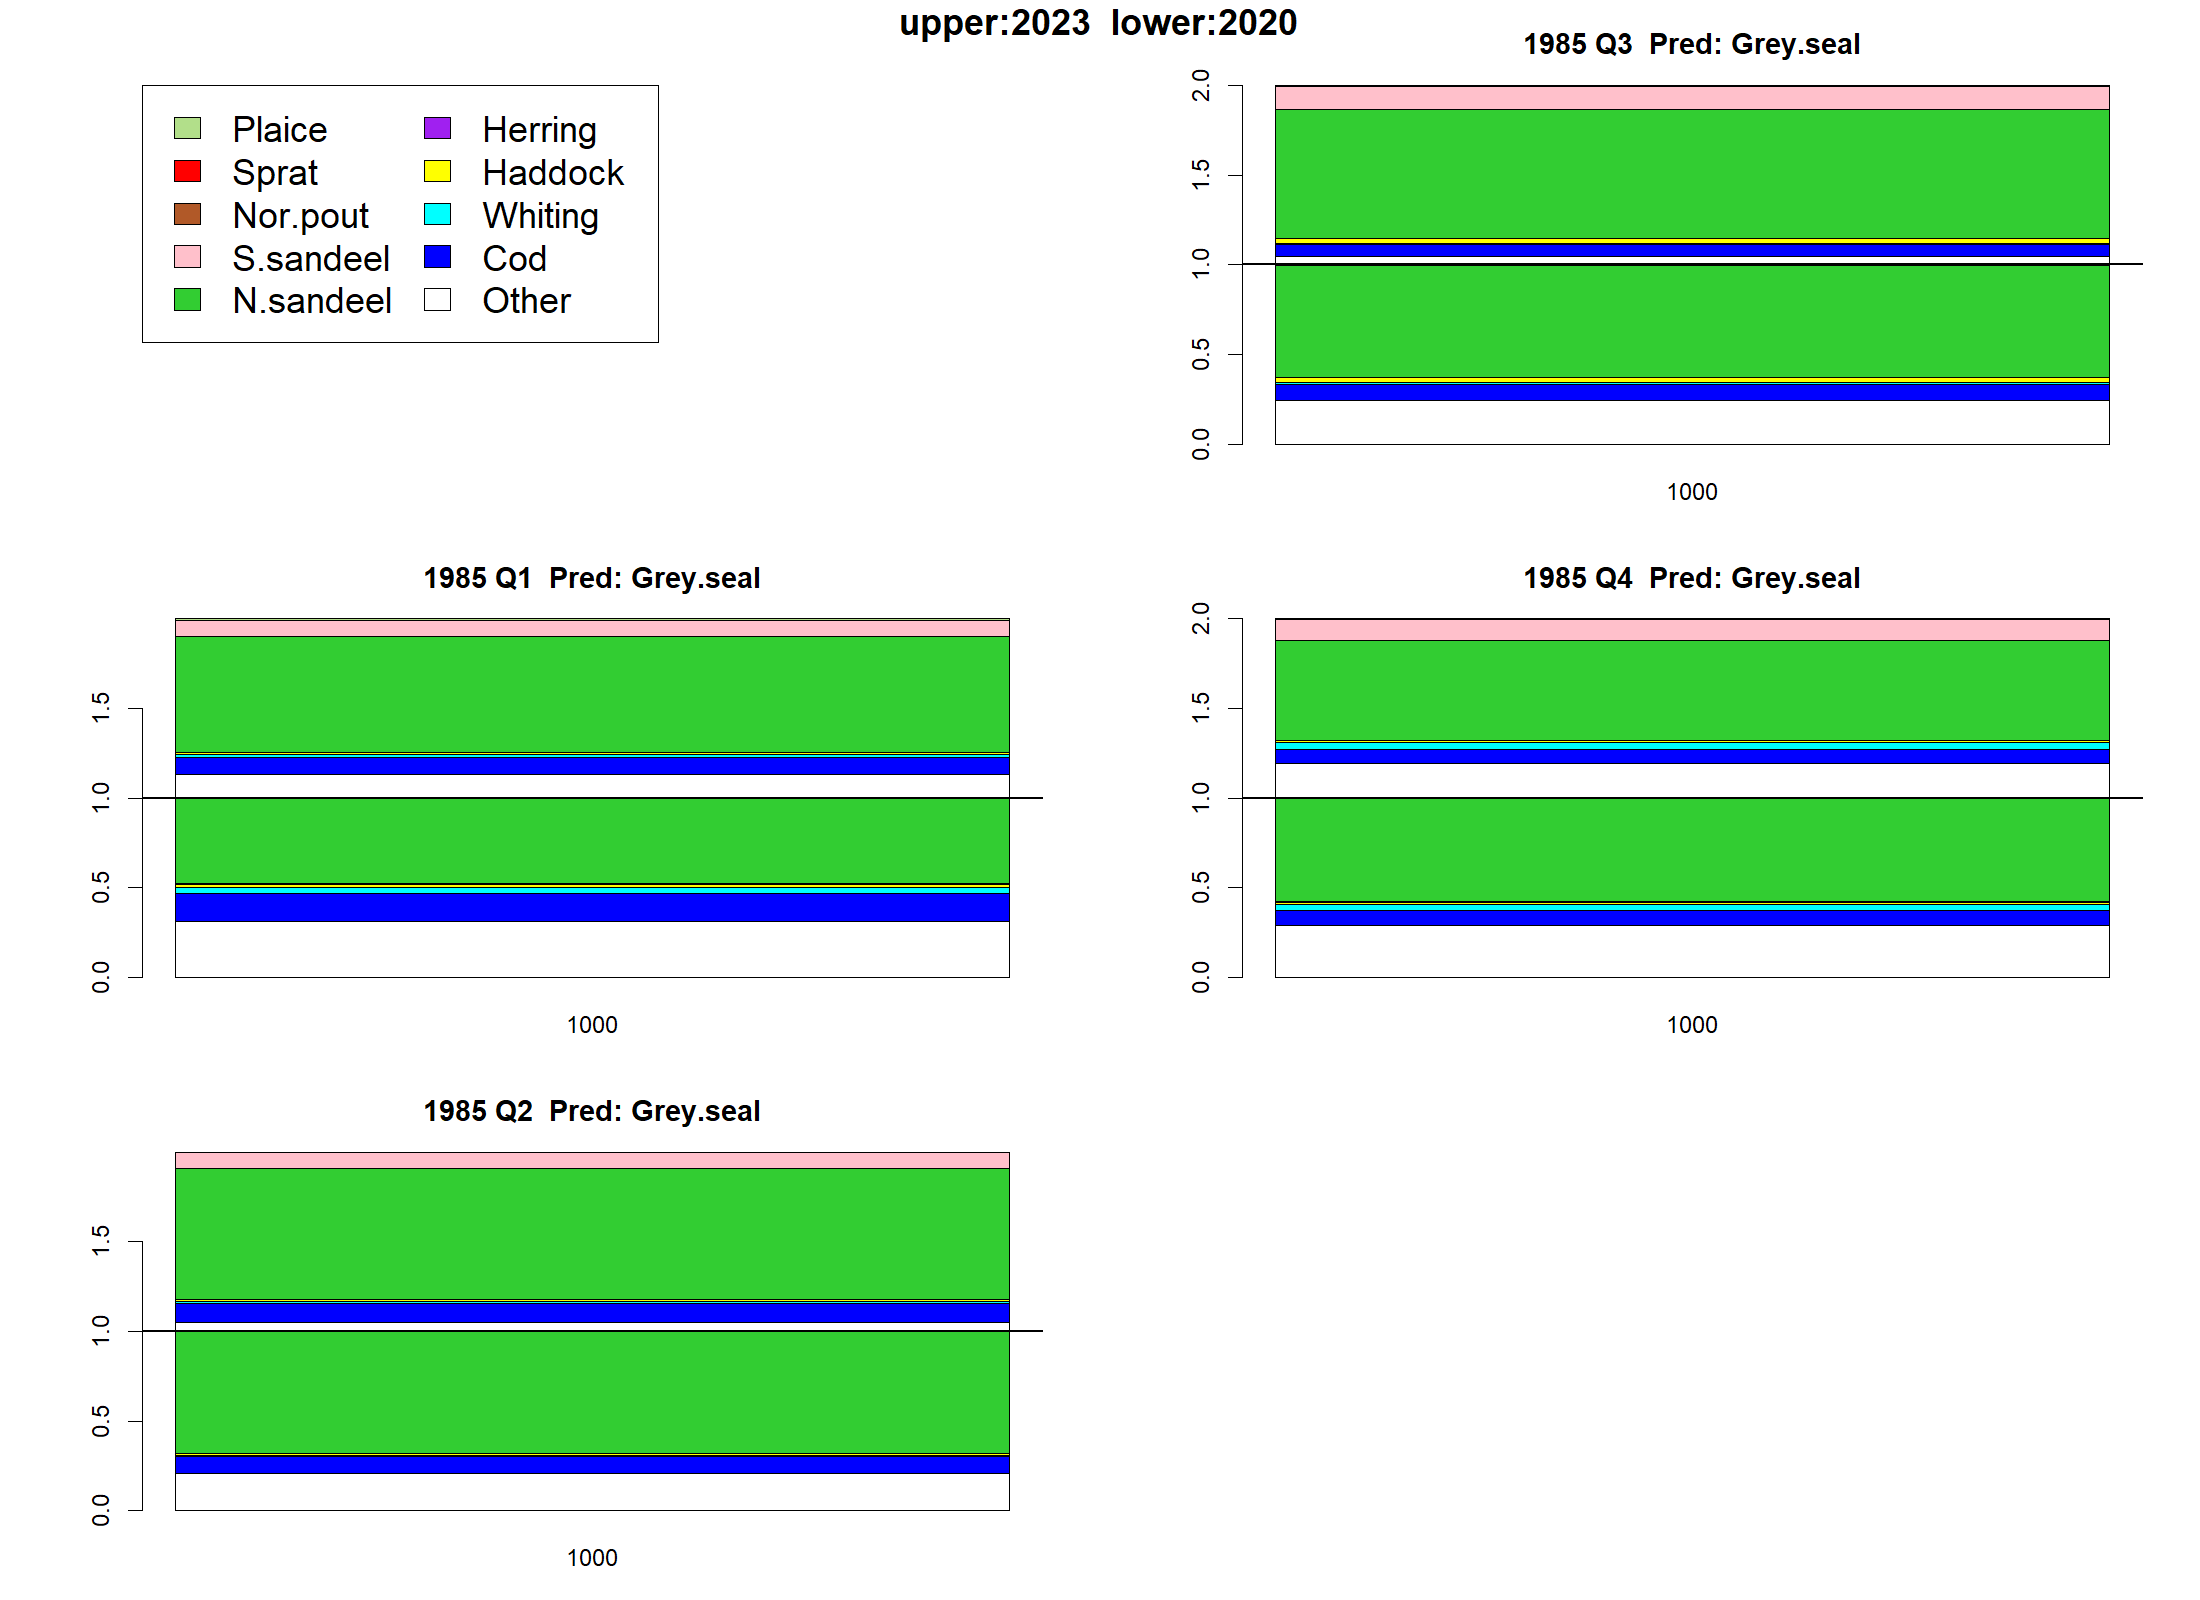 upper:2023  lower:2020
Plaice
Sprat
Nor.pout
S.sandeel
N.sandeel
Herring
Haddock
Whiting
Cod
Other
1985 Q3  Pred: Grey.seal
2.0
1.5
1.0
0.5
0.0
1000
1985 Q1  Pred: Grey.seal
1.5
1.0
0.5
0.0
1000
1985 Q4  Pred: Grey.seal
2.0
1.5
1.0
0.5
0.0
1000
1985 Q2  Pred: Grey.seal
1.5
1.0
0.5
0.0
1000